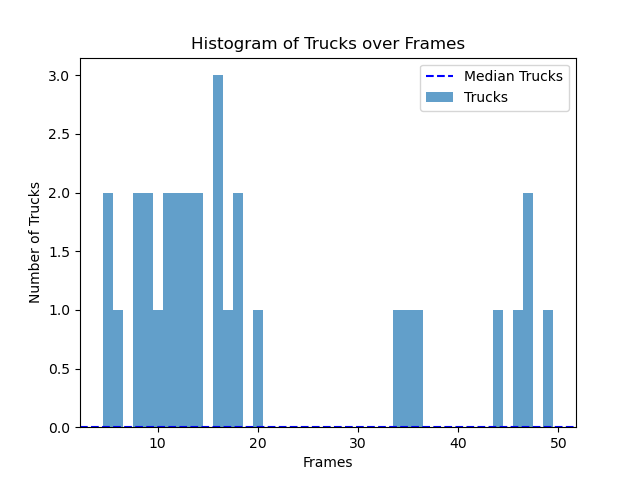 Histogram of Trucks over Frames
Median Trucks
Trucks
3.0
2.5
2.0
1.5
1.0
0.5
0.0
Number of Trucks
10 20 30 40 50
Frames